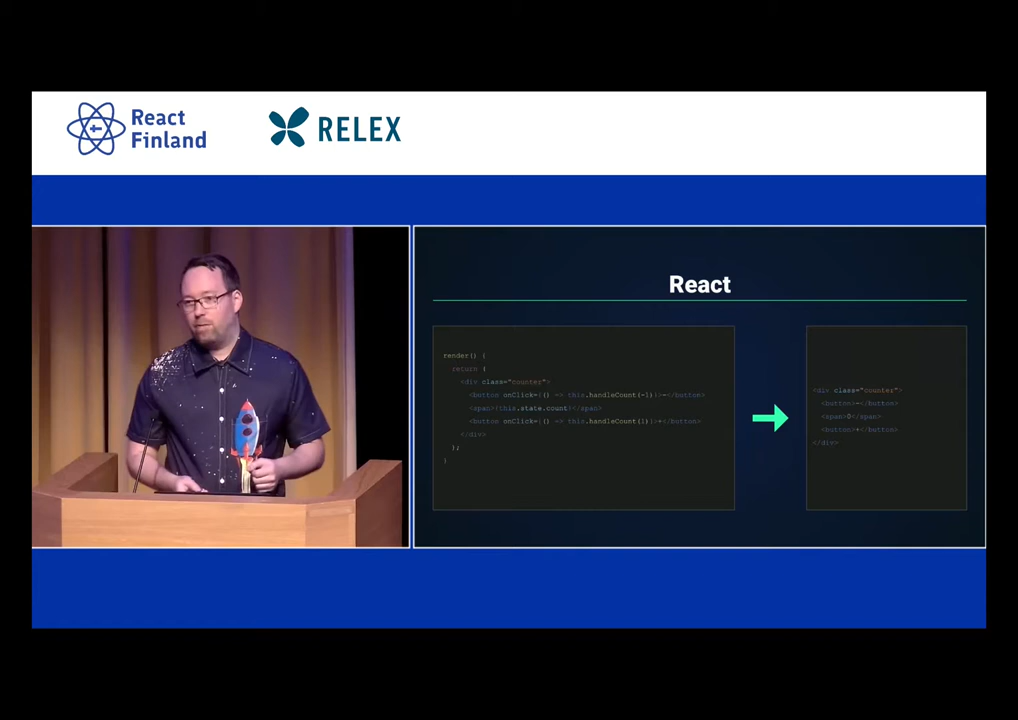 React
Finland
RELEX
React
render() {
return (
<div class="counter">
<button onClick={() => this.handleCount(-1)}>-</button>
<span>{this.state.count}</span>
<button onClick={() => this.handleCount(1)}>+</button>
</div>
);
}
<div class="counter">
<button>-</button>
<span>0</span>
<button>+</button>
</div>